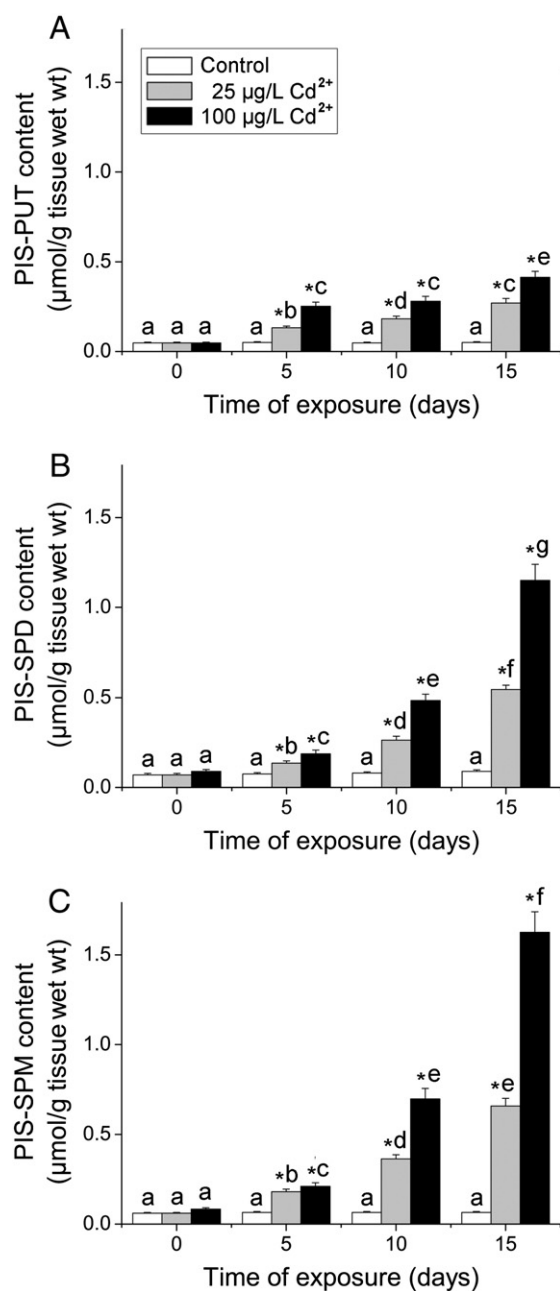 A
Control
25 µg/L Cd²⁺
100 µg/L Cd²⁺
PIS-PUT content
(µmol/g tissue wet wt)
1.5
1.0
0.5
0.0
a a a a *b *c a *d *c a *c *e
0 5 10 15
Time of exposure (days)
B
PIS-SPD content
(µmol/g tissue wet wt)
1.5
1.0
0.5
0.0
a a a a *b *c a *d *e a *f *g
0 5 10 15
Time of exposure (days)
C
PIS-SPM content
(µmol/g tissue wet wt)
1.5
1.0
0.5
0.0
a a a a *b *c a *d *e a *e *f
0 5 10 15
Time of exposure (days)